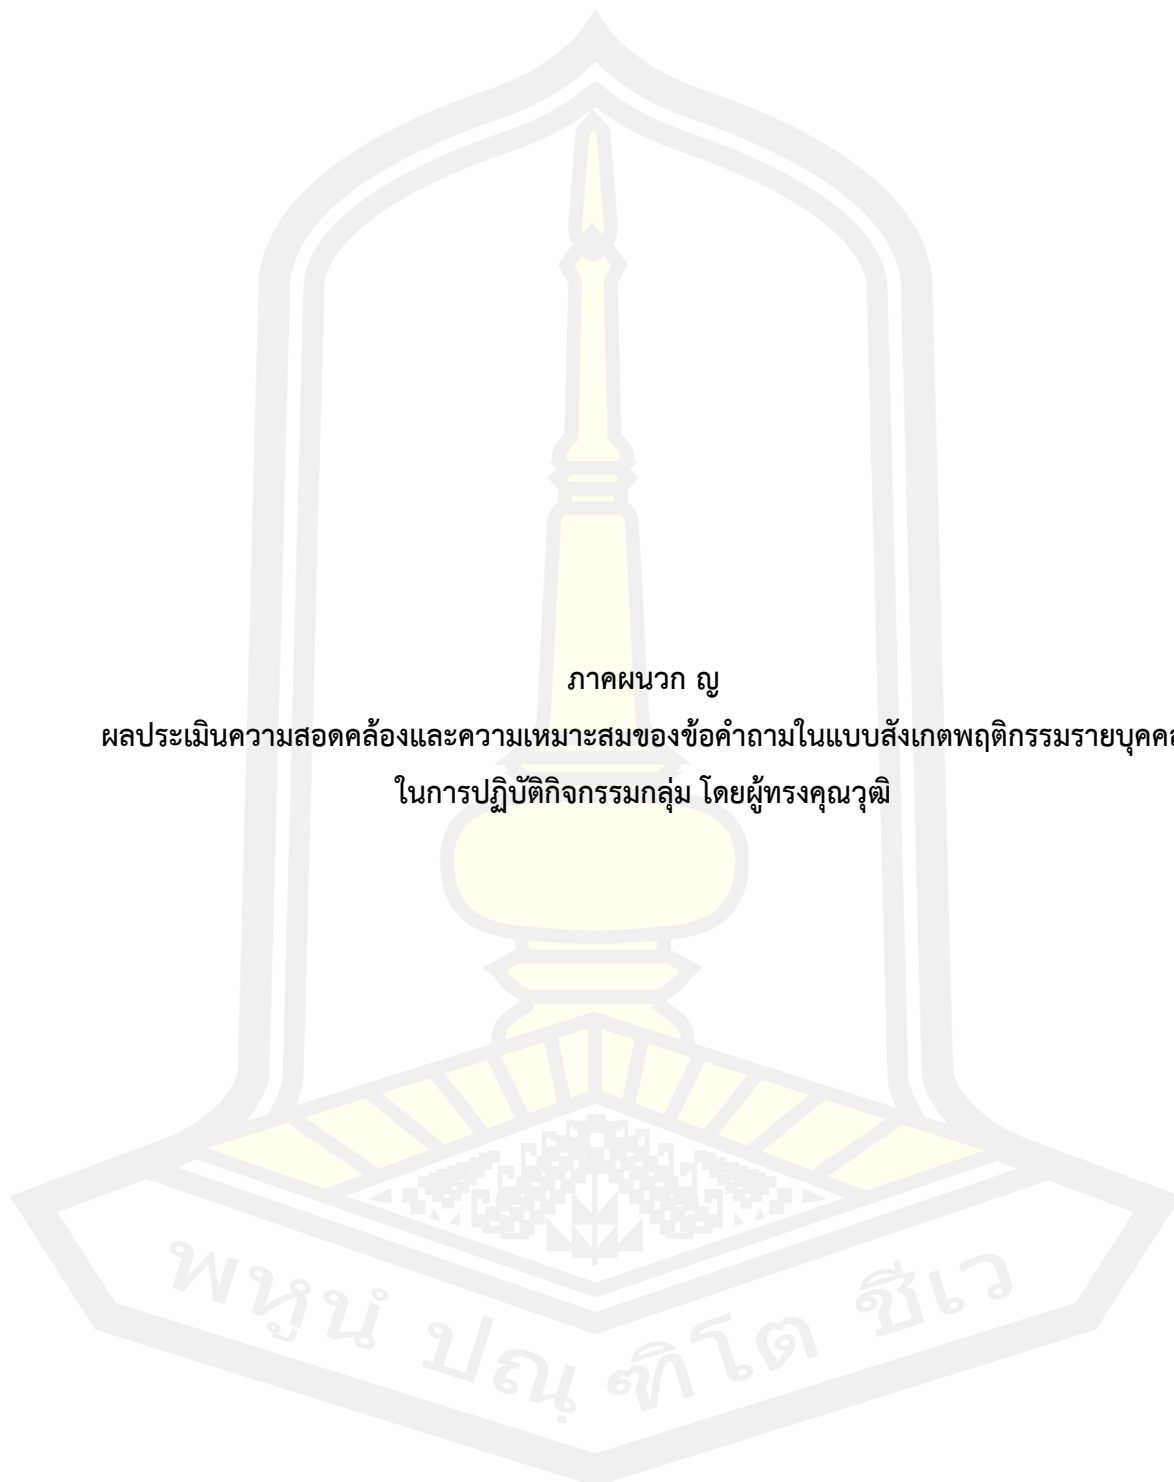 ภาคผนวก ญ
ผลประเมินความสอดคล้องและความเหมาะสมของข้อคำถามในแบบสังเกตพฤติกรรมรายบุคคล
ในการปฏิบัติกิจกรรมกลุ่ม โดยผู้ทรงคุณวุฒิ
พหูนํ ปณฺฑิโต ชีเว